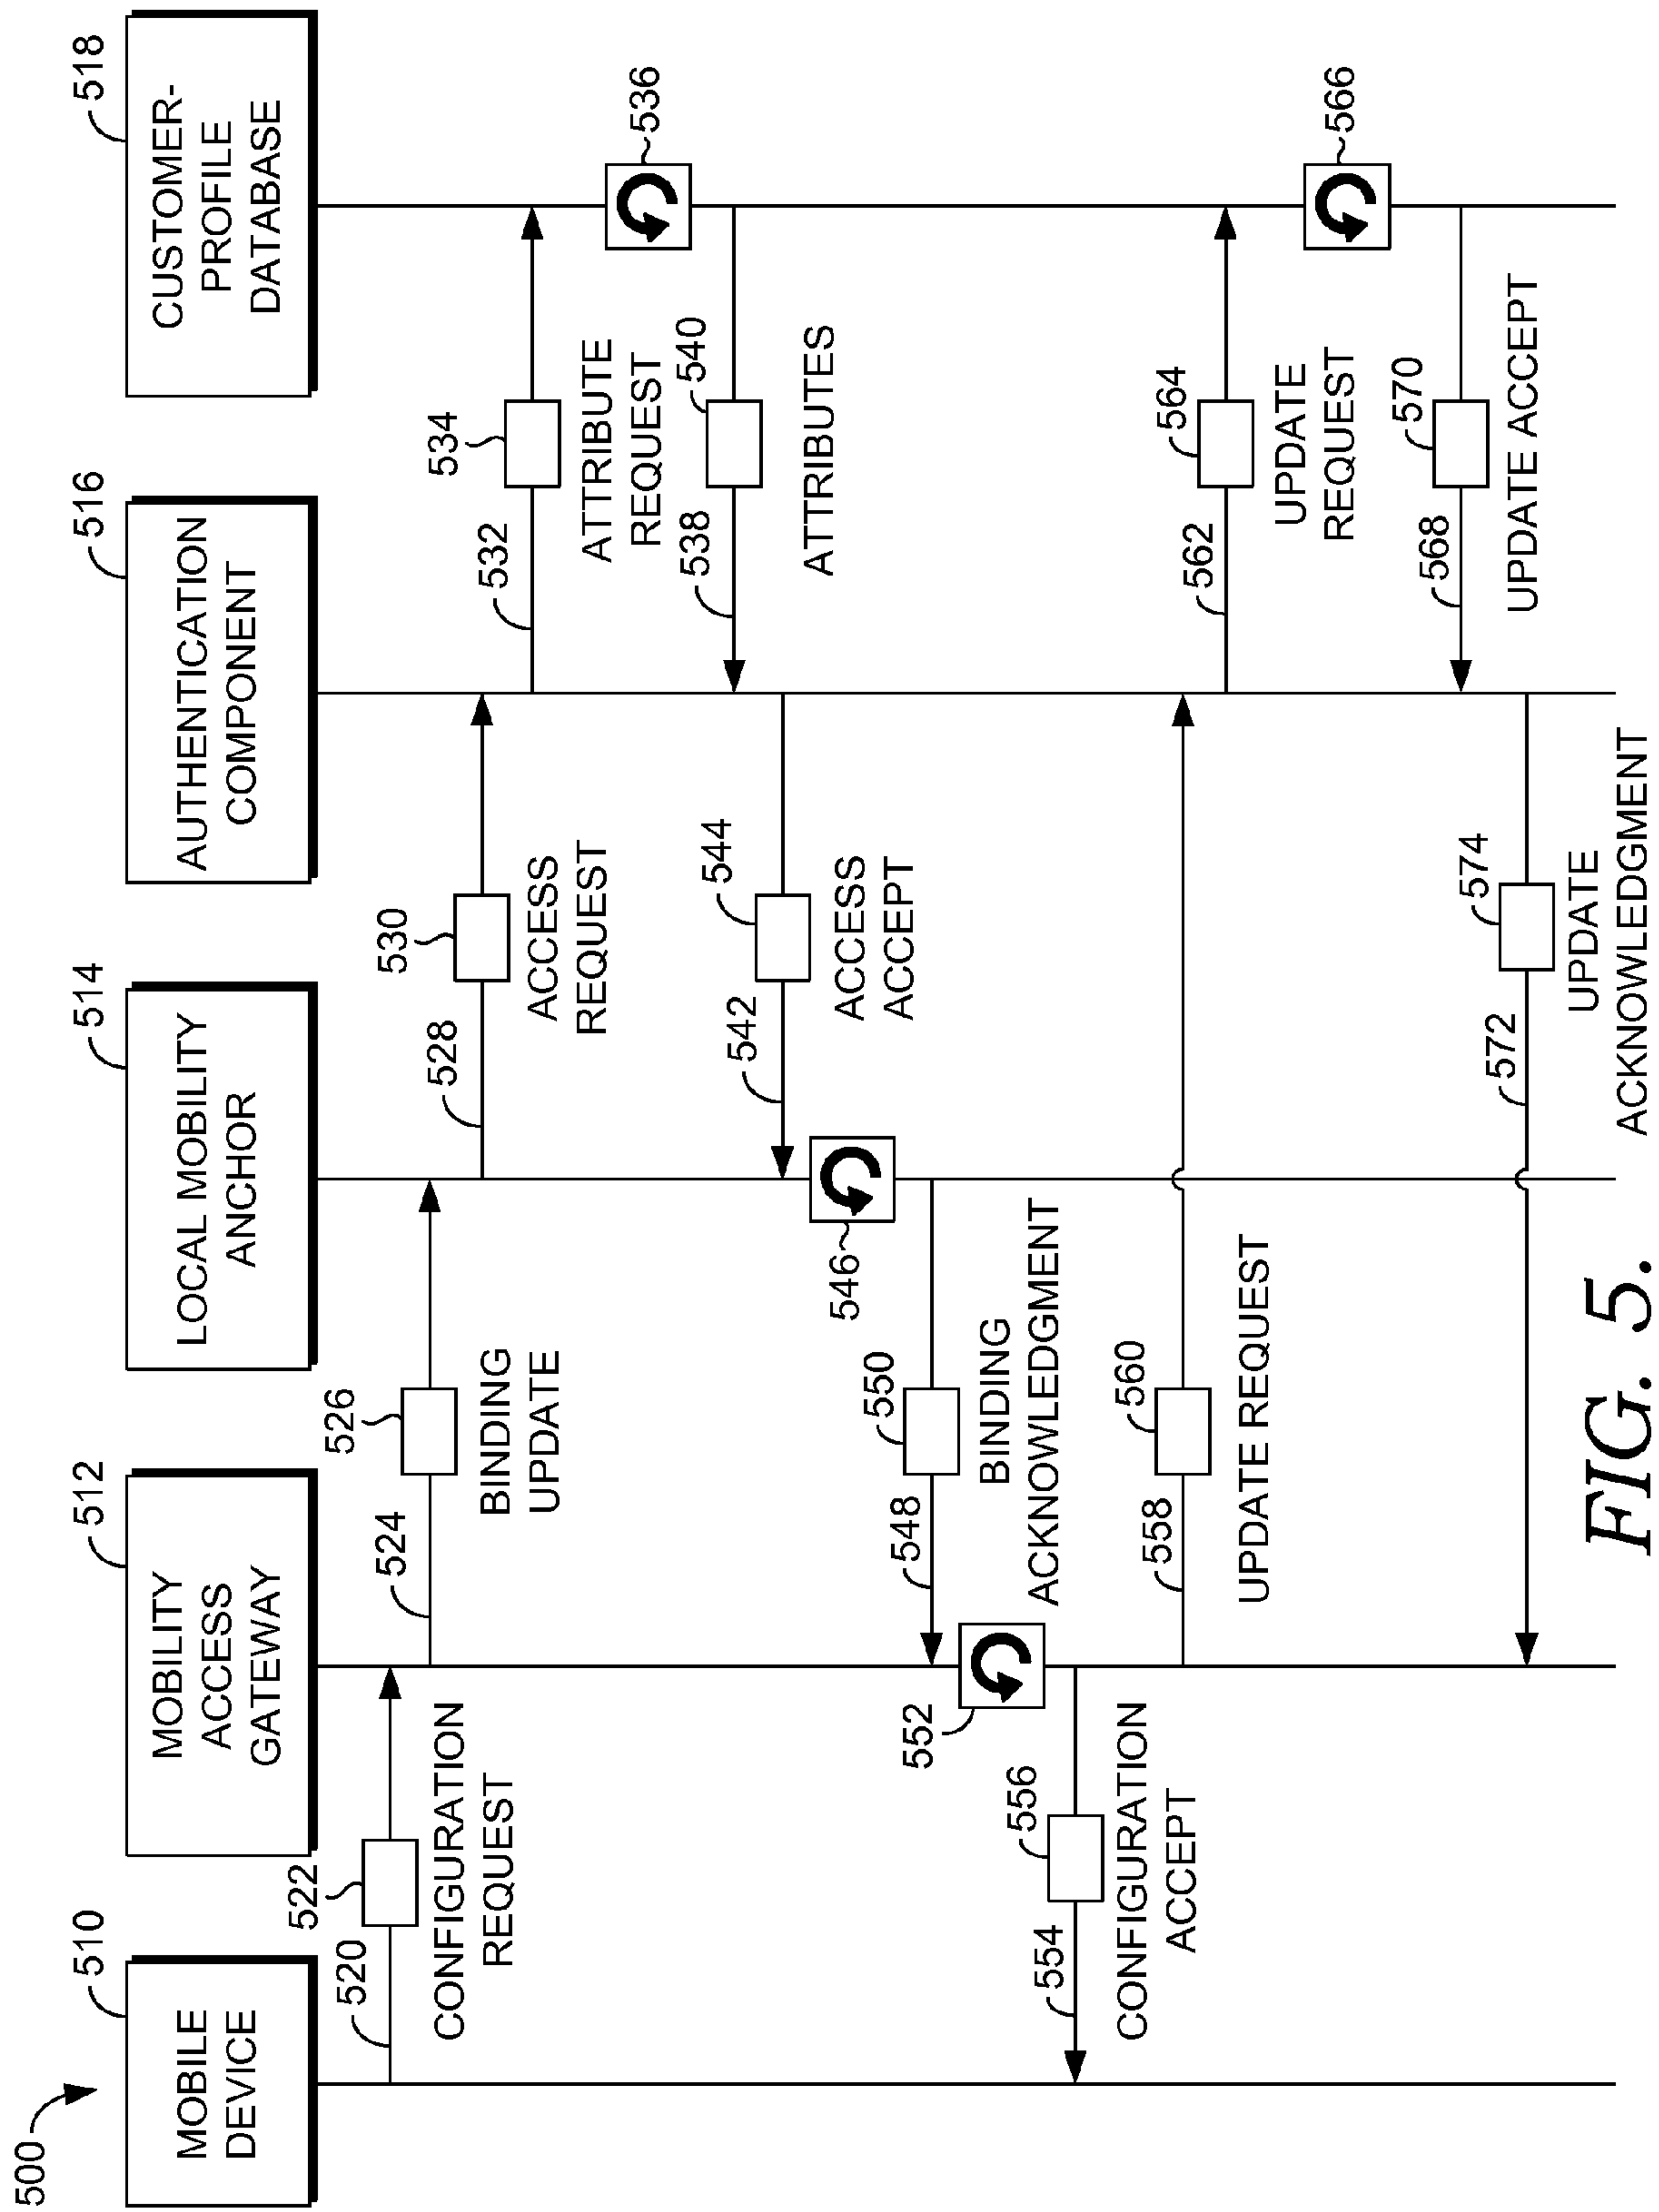 500
510
MOBILE
DEVICE
512
MOBILITY
ACCESS
GATEWAY
514
LOCAL MOBILITY
ANCHOR
516
AUTHENTICATION
COMPONENT
518
CUSTOMER-
PROFILE
DATABASE
520
522
CONFIGURATION
REQUEST
524
526
BINDING
UPDATE
528
530
ACCESS
REQUEST
532
534
ATTRIBUTE
REQUEST
536
538
540
ATTRIBUTES
542
544
ACCESS
ACCEPT
546
548
550
BINDING
ACKNOWLEDGMENT
552
554
556
CONFIGURATION
ACCEPT
558
560
UPDATE REQUEST
562
564
UPDATE
REQUEST
566
568
570
UPDATE ACCEPT
572
574
UPDATE
ACKNOWLEDGMENT
FIG. 5.